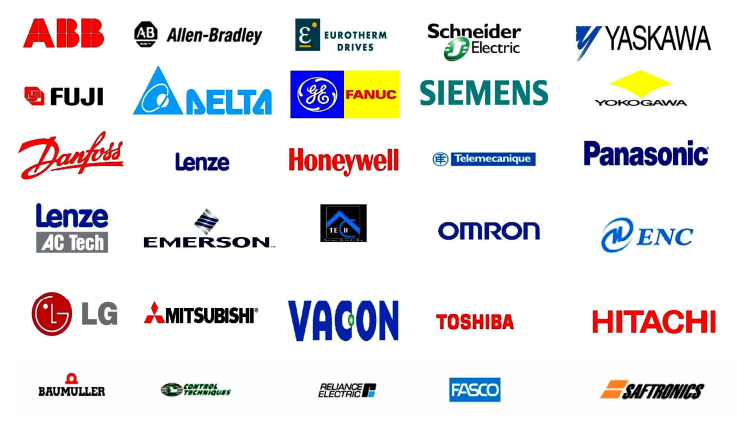 ABB
AB Allen-Bradley
e EUROTHERM
DRIVES
Schneider
Electric
YASKAWA
FUJI
DELTA
GE FANUC
SIEMENS
YOKOGAWA
Danfoss
Lenze
Honeywell
Telemecanique
Panasonic
Lenze
AC Tech
EMERSON
TECH
OMRON
ENC
LG
MITSUBISHI
VACON
TOSHIBA
HITACHI
BAUMULLER
CONTROL
TECHNIQUES
RELIANCE
ELECTRIC
FASCO
SAFTRONICS